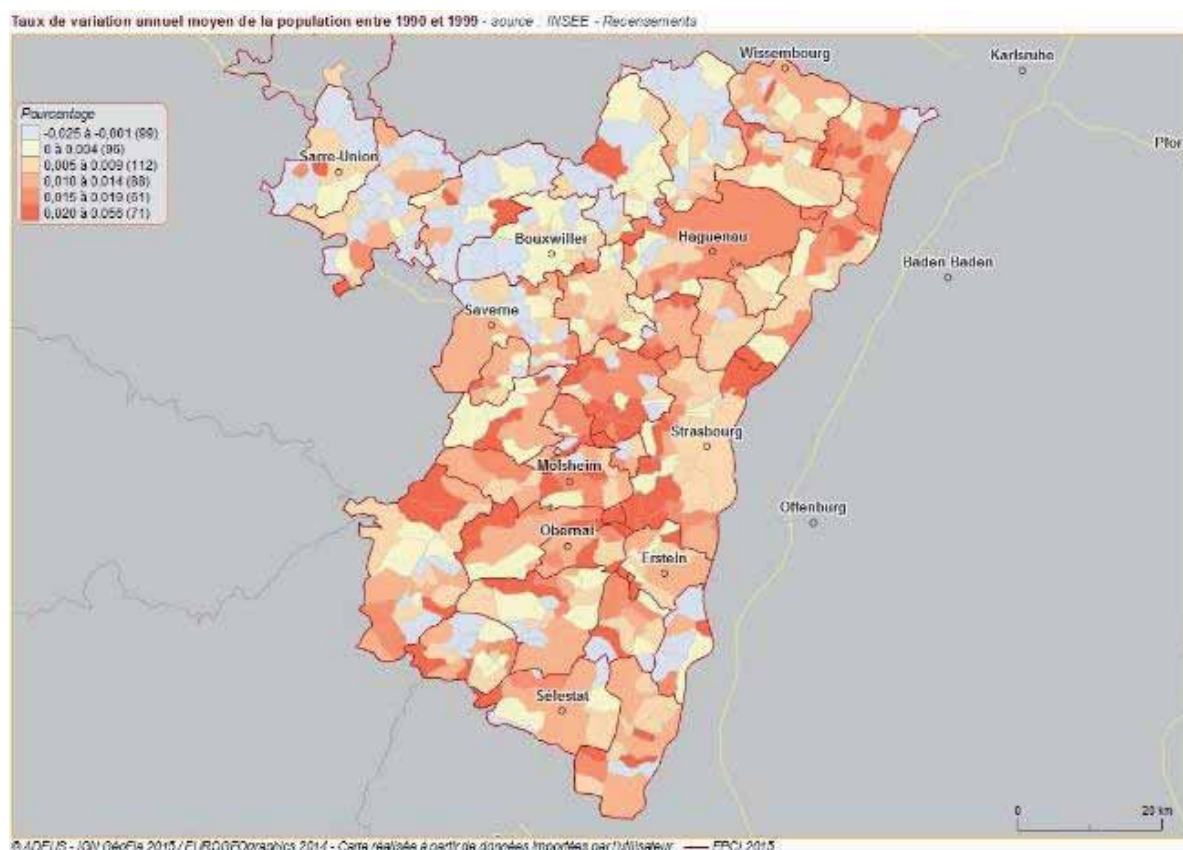 Taux de variation annuel moyen de la population entre 1990 et 1999 - source : INSEE - Recensements
Wissembourg
Karlsruhe
Pourcentage
-0,025 à -0,001 (99)
0 à 0,004 (96)
0,005 à 0,009 (112)
0,010 à 0,014 (88)
0,015 à 0,019 (61)
0,020 à 0,056 (71)
Sarre-Union
Pfor
Bouxwiller
Haguenau
Baden Baden
Saverne
Strasbourg
Molsheim
Offenburg
Obernai
Erstein
Sélestat
0
20 km
© ADEUS - IGN GéoFla 2015 / EUROGEOgraphics 2014 - Carte réalisée à partir de données importées par l'utilisateur EPCI 2015